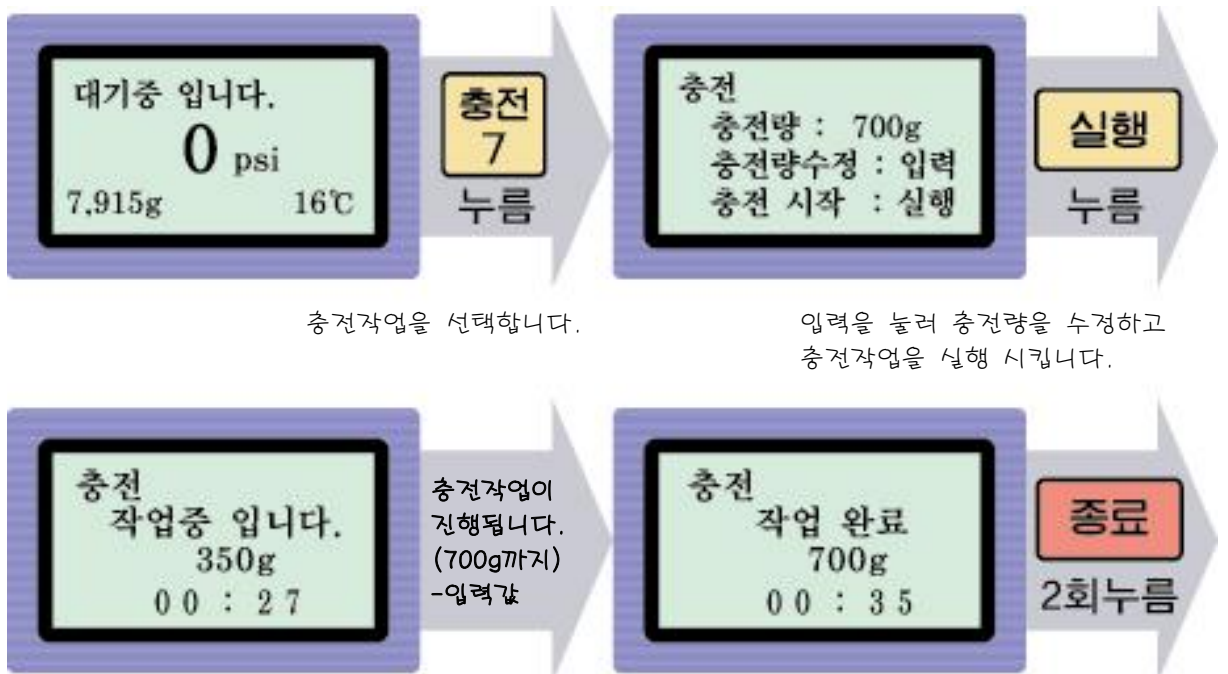 대기중 입니다.
0 psi
7,915g 16℃
충전
7
누름
충전
충전량 : 700g
충전량수정 : 입력
충전 시작 : 실행
실행
누름
충전작업을 선택합니다.
입력을 눌러 충전량을 수정하고
충전작업을 실행 시킵니다.
충전
작업중 입니다.
350g
00 : 27
충전작업이
진행됩니다.
(700g까지)
-입력값
충전
작업 완료
700g
00 : 35
종료
2회누름